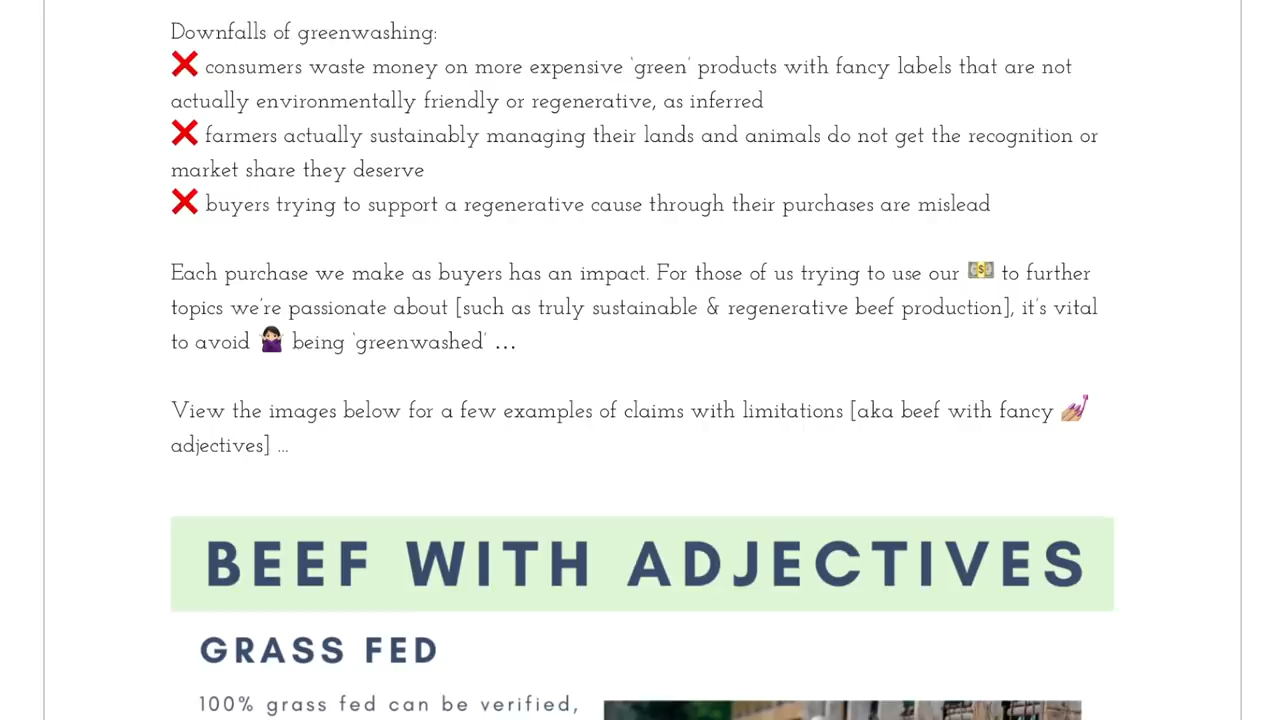 Downfalls of greenwashing:
❌ consumers waste money on more expensive 'green' products with fancy labels that are not
actually environmentally friendly or regenerative, as inferred
❌ farmers actually sustainably managing their lands and animals do not get the recognition or
market share they deserve
❌ buyers trying to support a regenerative cause through their purchases are mislead
Each purchase we make as buyers has an impact. For those of us trying to use our 💵 to further
topics we're passionate about [such as truly sustainable & regenerative beef production], it's vital
to avoid 🤷🏻‍♀️ being 'greenwashed' ...
View the images below for a few examples of claims with limitations [aka beef with fancy 💅🏼
adjectives] ...
BEEF WITH ADJECTIVES
GRASS FED
100% grass fed can be verified,